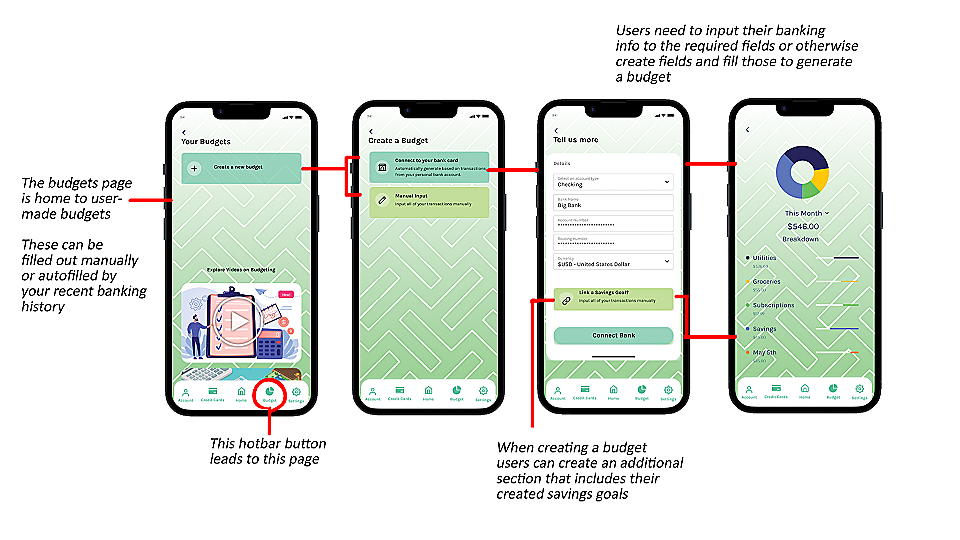 Users need to input their banking
info to the required fields or otherwise
create fields and fill those to generate
a budget
The budgets page
is home to user-
made budgets
These can be
filled out manually
or autofilled by
your recent banking
history
Your Budgets
Create a new budget
Explore Videos on Budgeting
New!
Account
Credit Cards
Home
Budget
Settings
This hotbar button
leads to this page
Create a Budget
Connect to your bank card
Automatically generate based on transactions
from your personal bank account.
Manual Input
Input all of your transactions manually
Account
Credit Cards
Home
Budget
Settings
Tell us more
Details
Select an account type
Checking
Bank Name
Big Bank
Account Number
Routing number
Currency
$USD - United States Dollar
Link a Savings Goal?
Input all of your transactions manually
Connect Bank
Account
Credit Cards
Home
Budget
Settings
When creating a budget
users can create an additional
section that includes their
created savings goals
This Month
$546.00
Breakdown
Utilities
Groceries
Subscriptions
Savings
May 6th
Account
Credit Cards
Home
Budget
Settings